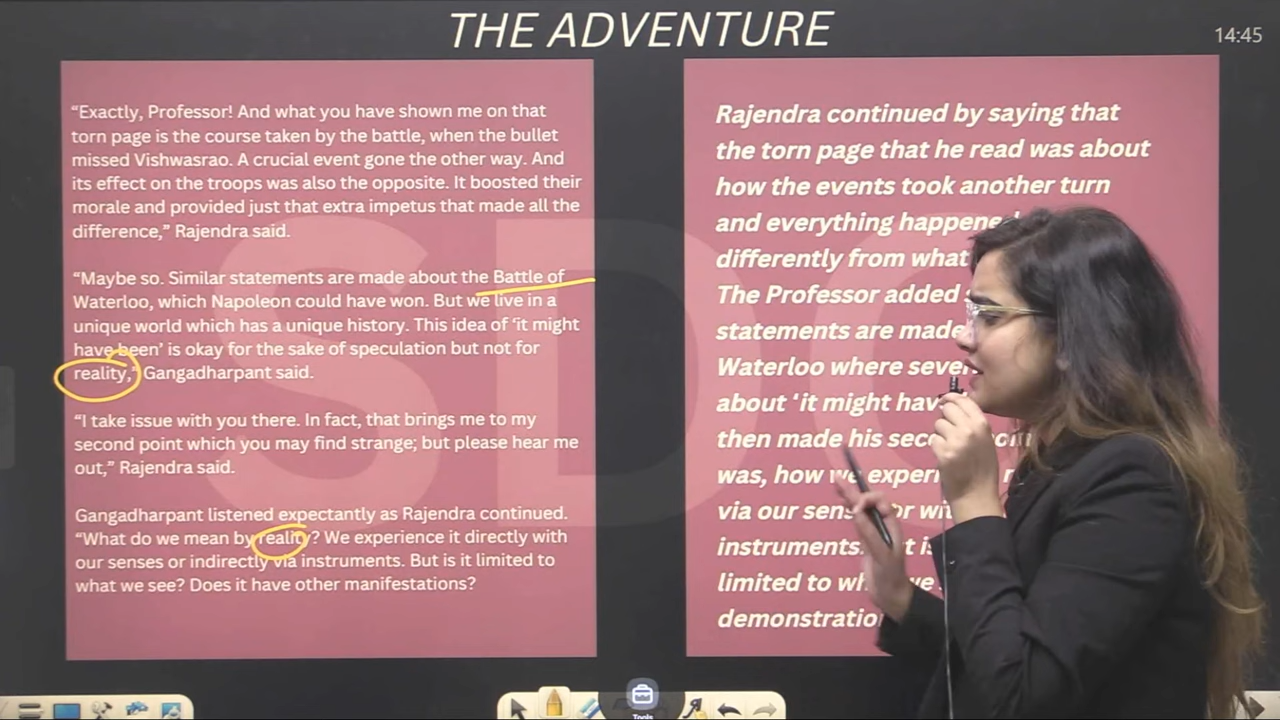 THE ADVENTURE
14:45
“Exactly, Professor! And what you have shown me on that
torn page is the course taken by the battle, when the bullet
missed Vishwasrao. A crucial event gone the other way. And
its effect on the troops was also the opposite. It boosted their
morale and provided just that extra impetus that made all the
difference,” Rajendra said.
“Maybe so. Similar statements are made about the Battle of
Waterloo, which Napoleon could have won. But we live in a
unique world which has a unique history. This idea of ‘it might
have been’ is okay for the sake of speculation but not for
reality,” Gangadharpant said.
“I take issue with you there. In fact, that brings me to my
second point which you may find strange; but please hear me
out,” Rajendra said.
Gangadharpant listened expectantly as Rajendra continued.
“What do we mean by reality? We experience it directly with
our senses or indirectly via instruments. But is it limited to
what we see? Does it have other manifestations?
Rajendra continued by saying that
the torn page that he read was about
how the events took another turn
and everything happened
differently from what
The Professor added
statements are made
Waterloo where
about ‘it might
then made his
was, how we
via our
instruments.
limited to
SD
Tools